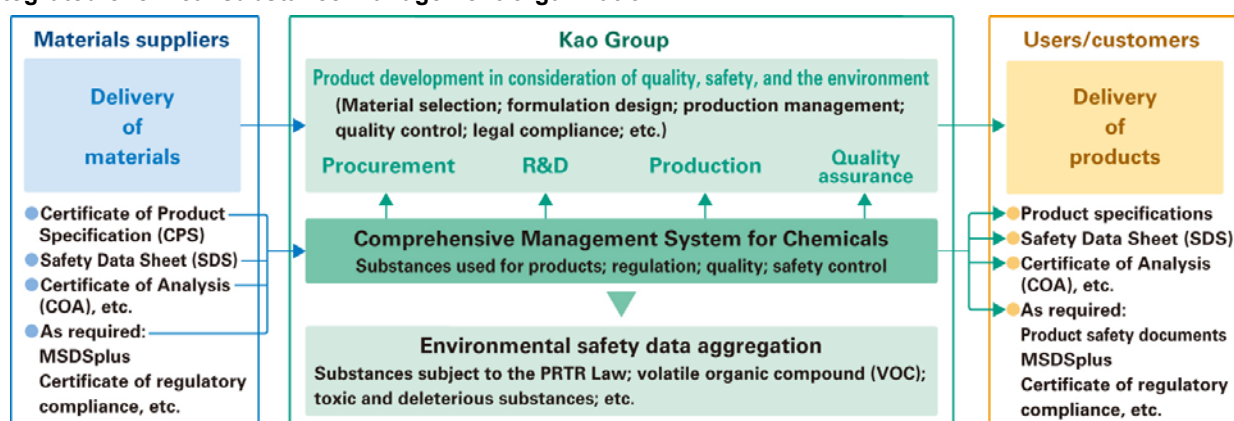 Materials suppliers
Delivery
of
materials
Certificate of Product
Specification (CPS)
Safety Data Sheet (SDS)
Certificate of Analysis
(COA), etc.
As required:
MSDSplus
Certificate of regulatory
compliance, etc.
Kao Group
Product development in consideration of quality, safety, and the environment
(Material selection; formulation design; production management;
quality control; legal compliance; etc.)
Procurement
R&D
Production
Quality
assurance
Comprehensive Management System for Chemicals
Substances used for products; regulation; quality; safety control
Environmental safety data aggregation
Substances subject to the PRTR Law; volatile organic compound (VOC);
toxic and deleterious substances; etc.
Users/customers
Delivery
of
products
Product specifications
Safety Data Sheet (SDS)
Certificate of Analysis
(COA), etc.
As required:
Product safety documents
MSDSplus
Certificate of regulatory
compliance, etc.